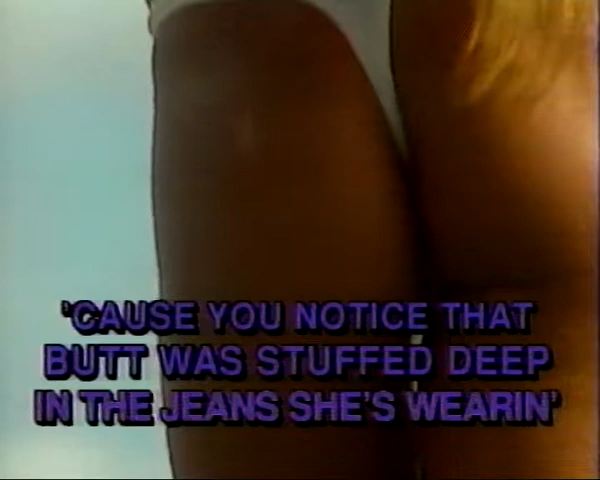 'CAUSE YOU NOTICE THAT
BUTT WAS STUFFED DEEP
IN THE JEANS SHE'S WEARIN'